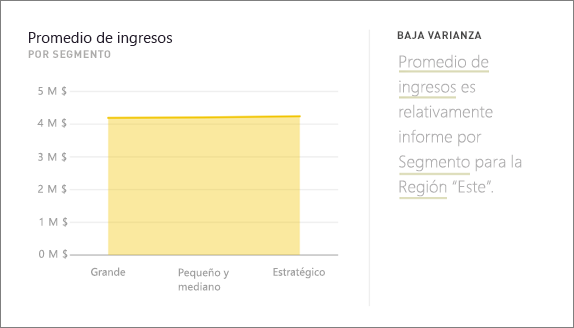 Promedio de ingresos
POR SEGMENTO
5 M $
4 M $
3 M $
2 M $
1 M $
0 M $
Grande
Pequeño y
mediano
Estratégico
BAJA VARIANZA
Promedio de
ingresos es
relativamente
informe por
Segmento para la
Región “Este”.